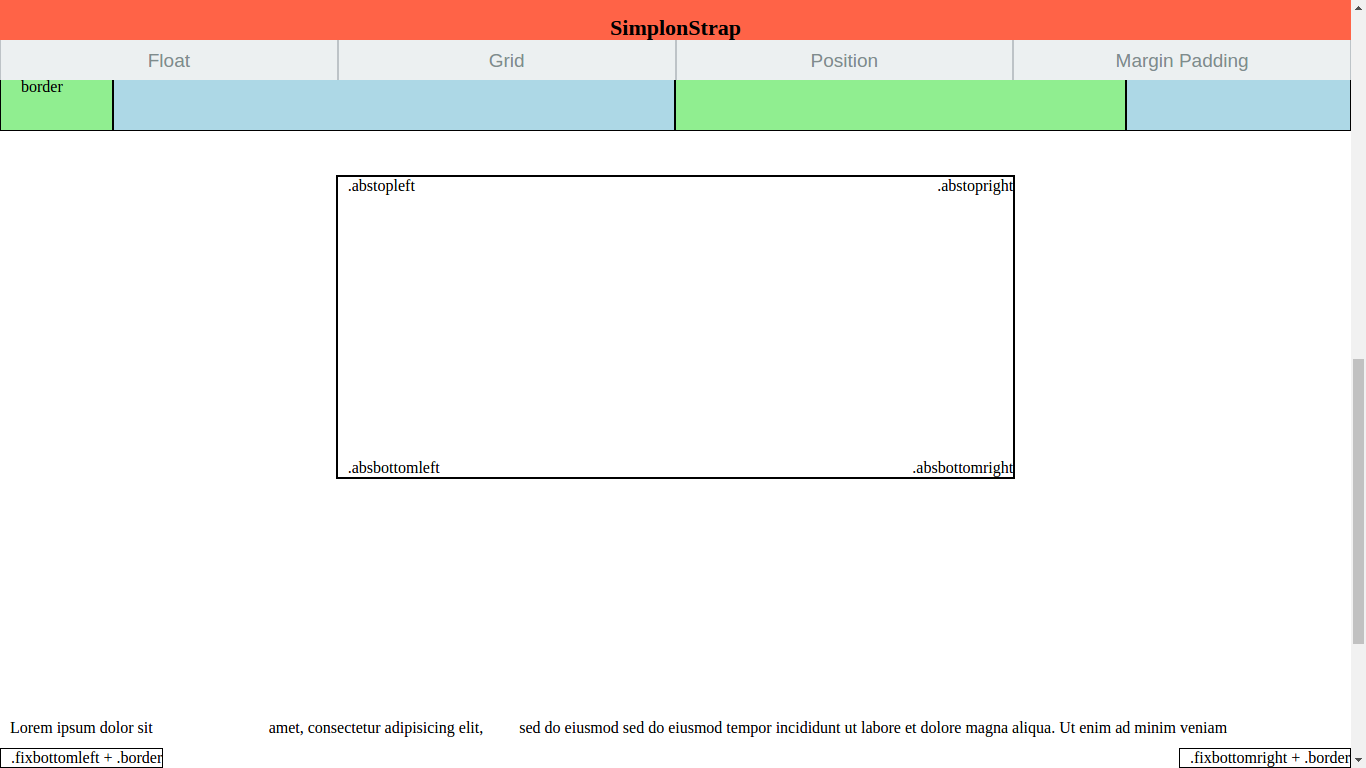 SimplonStrap
Float Grid Position Margin Padding
border
.abstopleft .abstopright
.absbottomleft .absbottomright
Lorem ipsum dolor sit amet, consectetur adipisicing elit, sed do eiusmod sed do eiusmod tempor incididunt ut labore et dolore magna aliqua. Ut enim ad minim veniam
.fixbottomleft + .border .fixbottomright + .border